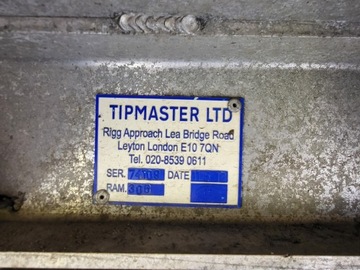 TIPMASTER LTD
Rigg Approach Lea Bridge Road
Leyton London E10 7QN
Tel. 020-8539 0611
SER. DATE
RAM.